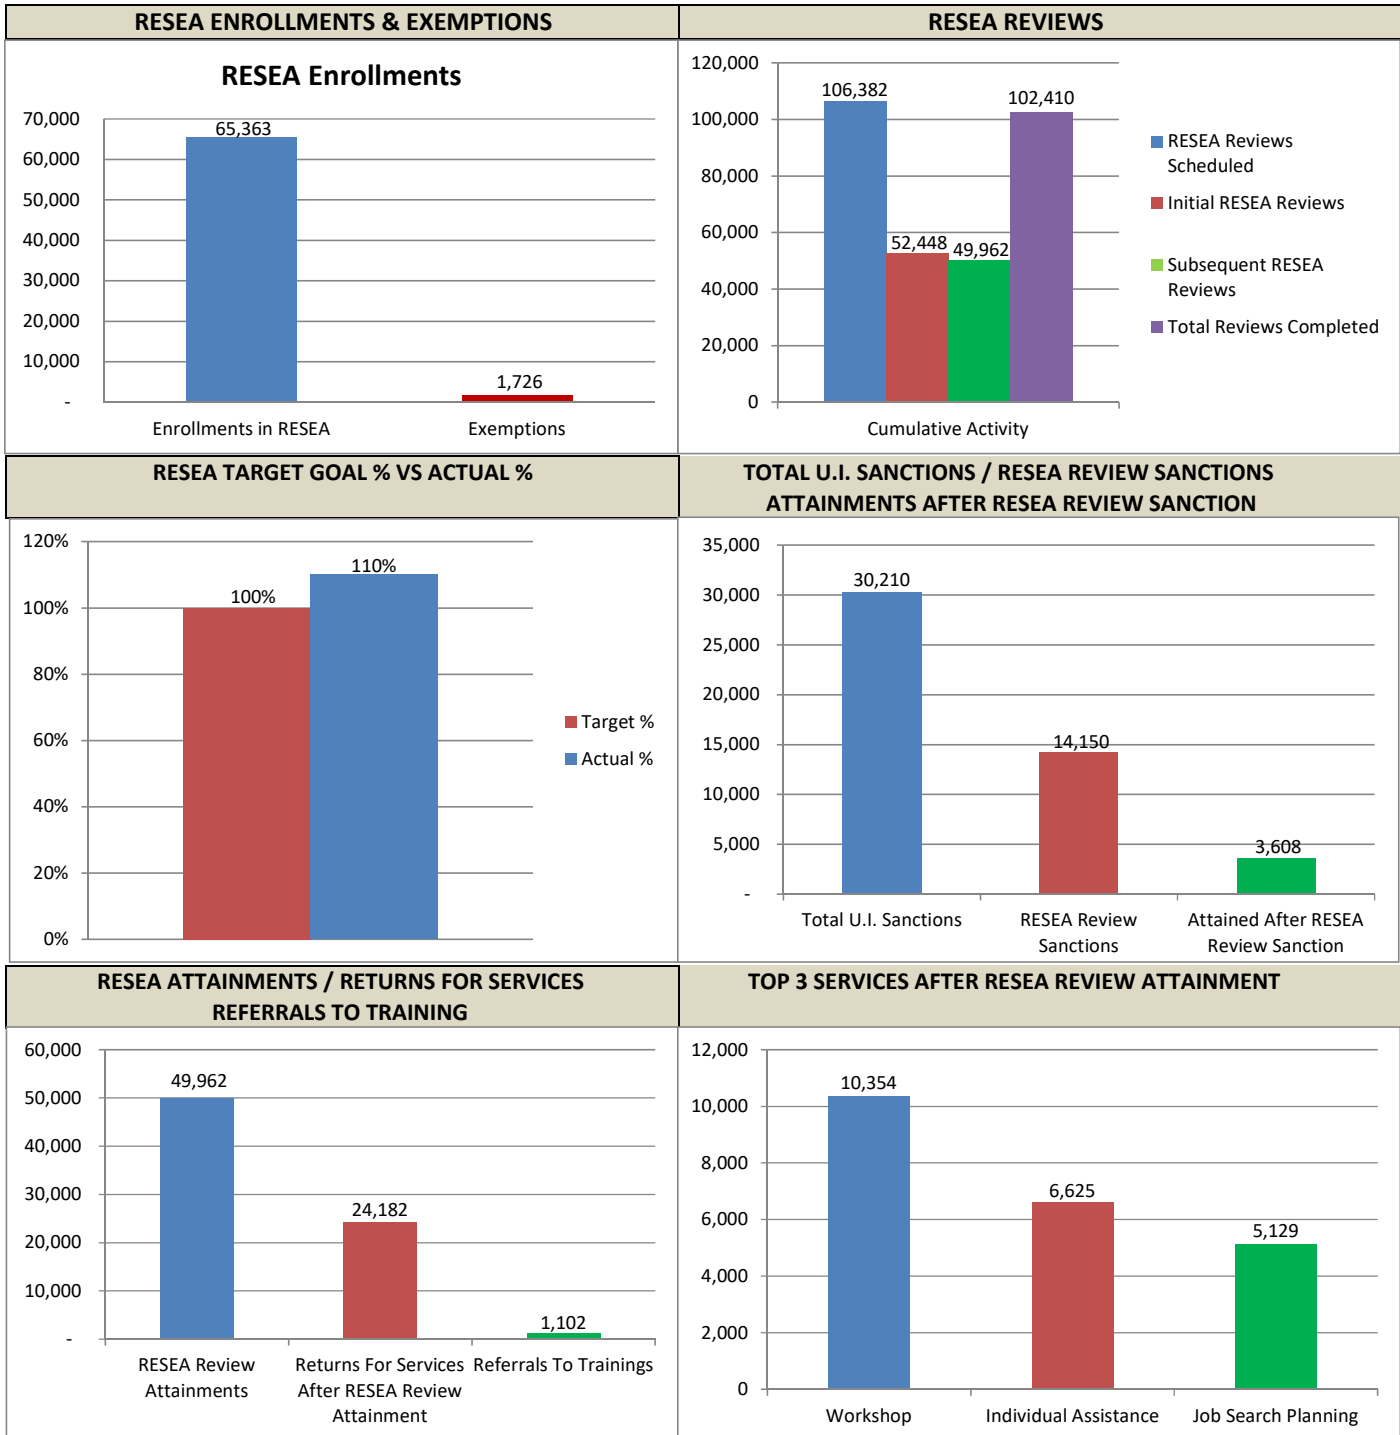 RESEA ENROLLMENTS & EXEMPTIONS
RESEA Enrollments
70,000
60,000
50,000
40,000
30,000
20,000
10,000
-
65,363
1,726
Enrollments in RESEA
Exemptions
RESEA REVIEWS
120,000
100,000
80,000
60,000
40,000
20,000
0
106,382
52,448
49,962
102,410
Cumulative Activity
RESEA Reviews
Scheduled
Initial RESEA Reviews
Subsequent RESEA
Reviews
Total Reviews Completed
RESEA TARGET GOAL % VS ACTUAL %
120%
100%
80%
60%
40%
20%
0%
100%
110%
Target %
Actual %
TOTAL U.I. SANCTIONS / RESEA REVIEW SANCTIONS
ATTAINMENTS AFTER RESEA REVIEW SANCTION
35,000
30,000
25,000
20,000
15,000
10,000
5,000
-
30,210
14,150
3,608
Total U.I. Sanctions
RESEA Review
Sanctions
Attained After RESEA
Review Sanction
RESEA ATTAINMENTS / RETURNS FOR SERVICES
REFERRALS TO TRAINING
60,000
50,000
40,000
30,000
20,000
10,000
-
49,962
24,182
1,102
RESEA Review
Attainments
Returns For Services
After RESEA Review
Attainment
Referrals To Trainings
TOP 3 SERVICES AFTER RESEA REVIEW ATTAINMENT
12,000
10,000
8,000
6,000
4,000
2,000
0
10,354
6,625
5,129
Workshop
Individual Assistance
Job Search Planning